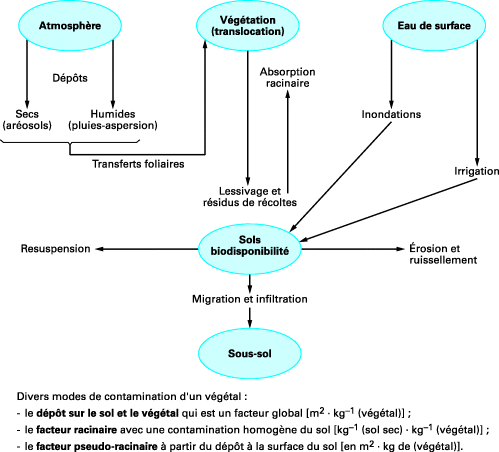 Atmosphère
Végétation
(translocation)
Eau de surface
Dépôts
Absorption
racinaire
Secs
(aérosols)
Humides
(pluies-aspersion)
Inondations
Transferts foliaires
Irrigation
Lessivage et
résidus de récoltes
Sols
biodisponibilité
Resuspension
Érosion et
ruissellement
Migration et infiltration
Sous-sol
Divers modes de contamination d'un végétal :
- le dépôt sur le sol et le végétal qui est un facteur global [m² · kg⁻¹ (végétal)] ;
- le facteur racinaire avec une contamination homogène du sol [kg⁻¹ (sol sec) · kg⁻¹ (végétal)] ;
- le facteur pseudo-racinaire à partir du dépôt à la surface du sol [en m² · kg de (végétal)].